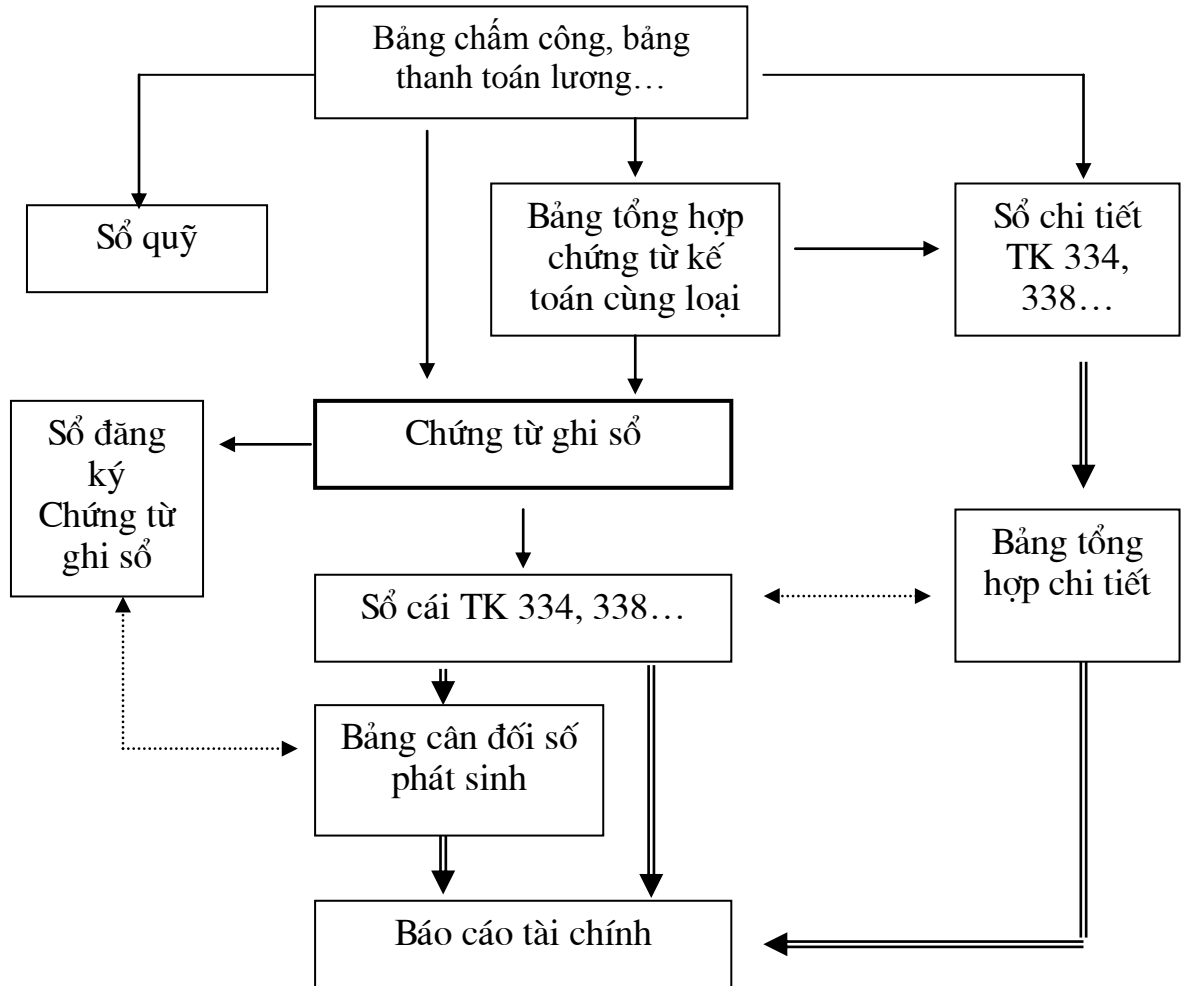 Bảng chấm công, bảng
thanh toán lương…
Sổ quỹ
Bảng tổng hợp
chứng từ kế
toán cùng loại
Sổ chi tiết
TK 334,
338…
Sổ đăng
ký
Chứng từ
ghi sổ
Chứng từ ghi sổ
Bảng tổng
hợp chi tiết
Sổ cái TK 334, 338…
Bảng cân đối số
phát sinh
Báo cáo tài chính